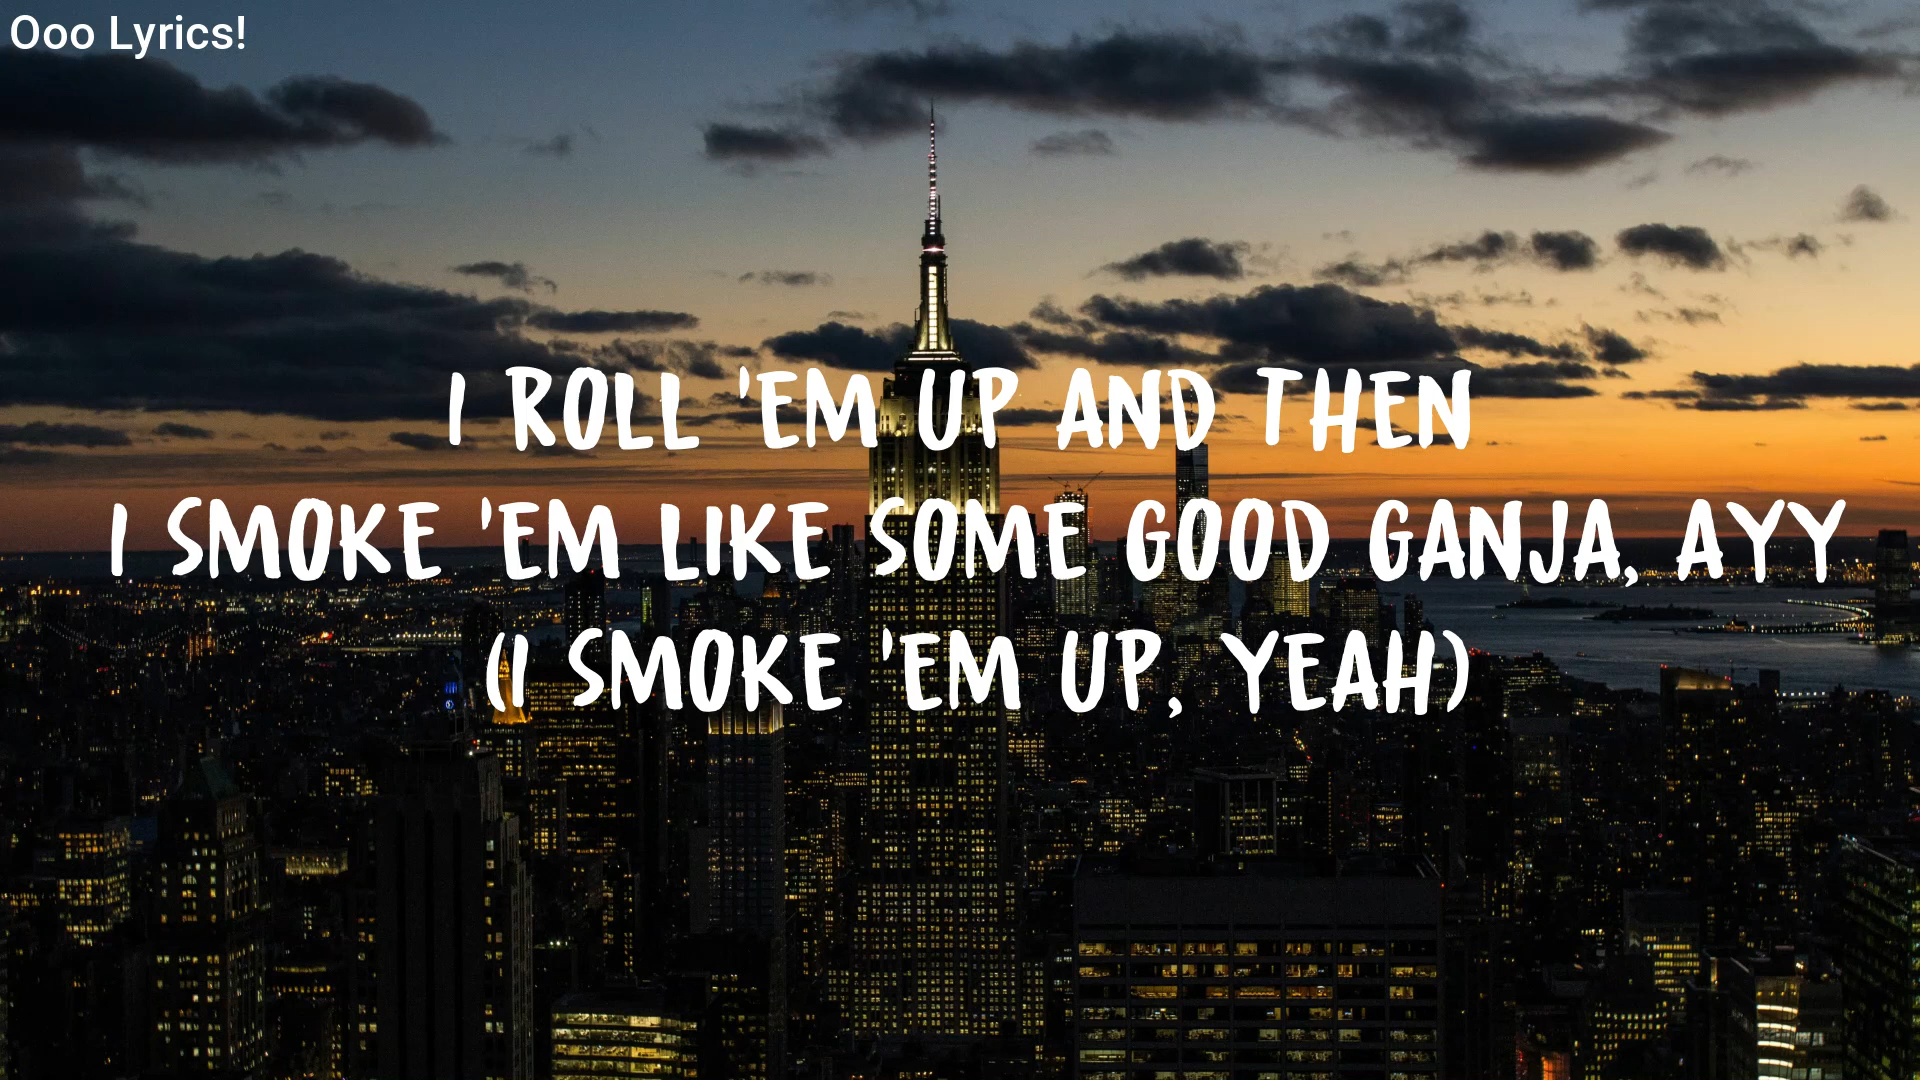 Ooo Lyrics!
I ROLL 'EM UP AND THEN
I SMOKE 'EM LIKE SOME GOOD GANJA, AYY
(I SMOKE 'EM UP, YEAH)